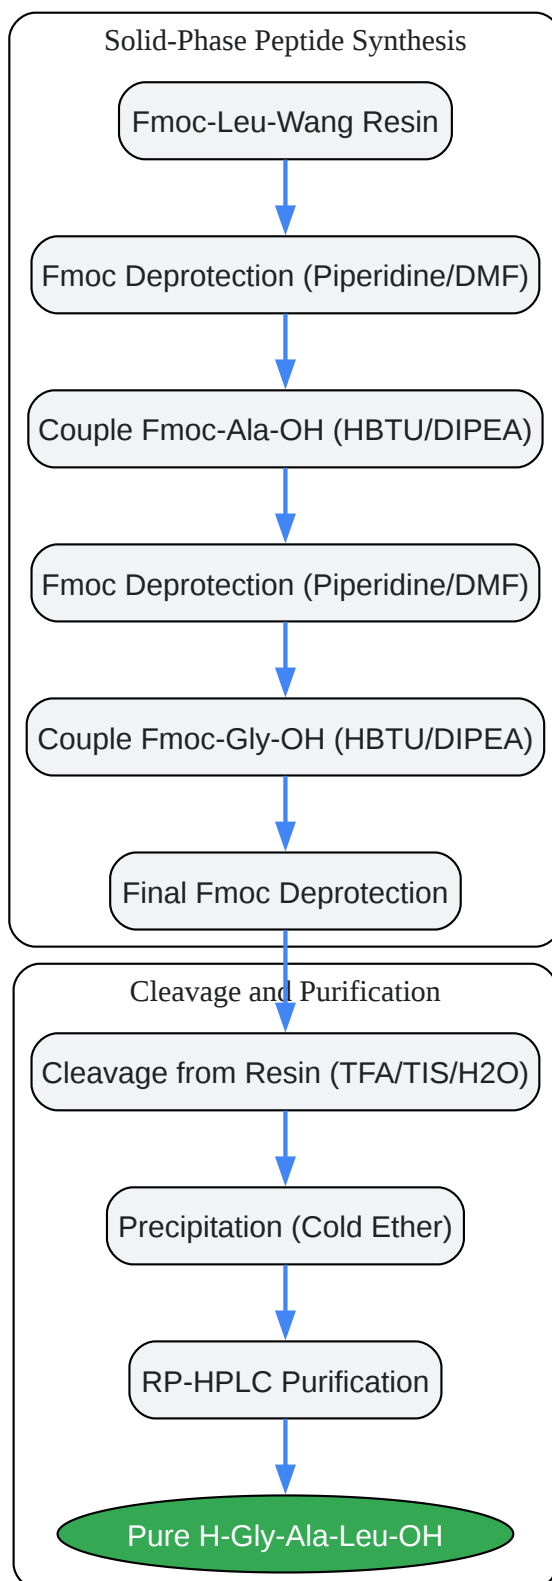 Solid-Phase Peptide Synthesis
Fmoc-Leu-Wang Resin
Fmoc Deprotection (Piperidine/DMF)
Couple Fmoc-Ala-OH (HBTU/DIPEA)
Fmoc Deprotection (Piperidine/DMF)
Couple Fmoc-Gly-OH (HBTU/DIPEA)
Final Fmoc Deprotection
Cleavage and Purification
Cleavage from Resin (TFA/TIS/H2O)
Precipitation (Cold Ether)
RP-HPLC Purification
Pure H-Gly-Ala-Leu-OH